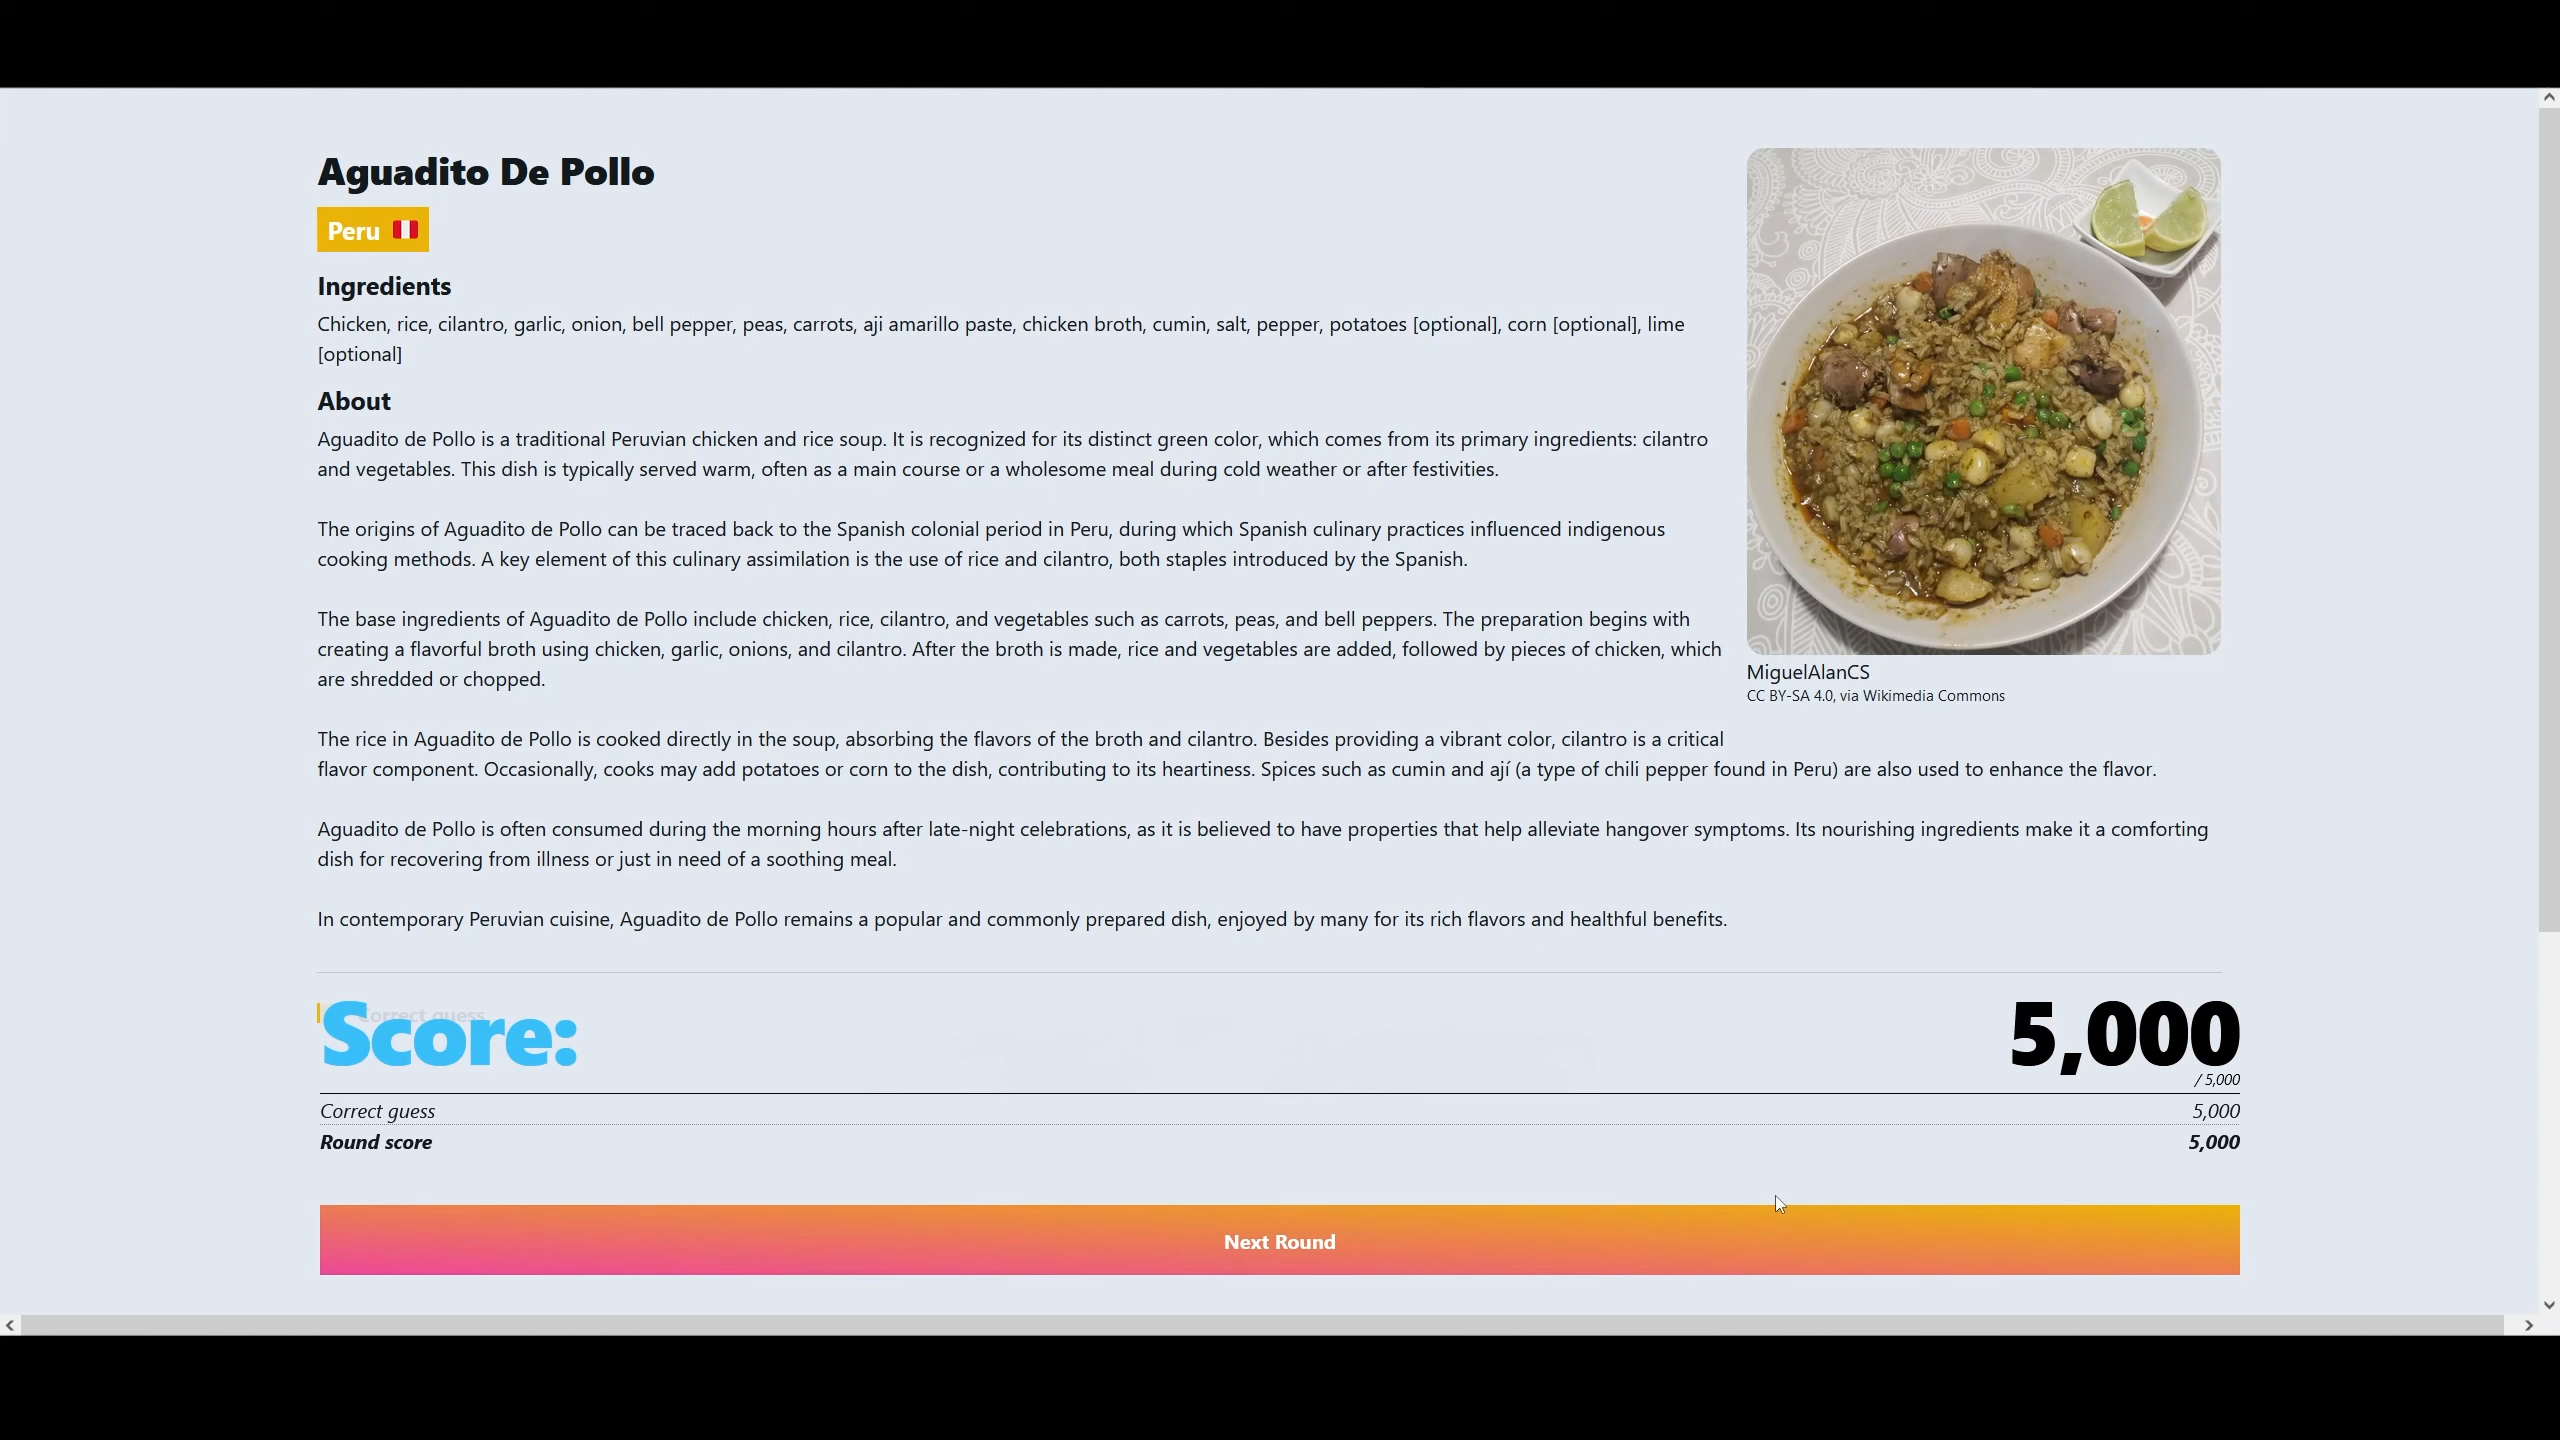 Aguadito De Pollo
Peru
Ingredients
Chicken, rice, cilantro, garlic, onion, bell pepper, peas, carrots, aji amarillo paste, chicken broth, cumin, salt, pepper, potatoes [optional], corn [optional], lime
[optional]
About
Aguadito de Pollo is a traditional Peruvian chicken and rice soup. It is recognized for its distinct green color, which comes from its primary ingredients: cilantro
and vegetables. This dish is typically served warm, often as a main course or a wholesome meal during cold weather or after festivities.
The origins of Aguadito de Pollo can be traced back to the Spanish colonial period in Peru, during which Spanish culinary practices influenced indigenous
cooking methods. A key element of this culinary assimilation is the use of rice and cilantro, both staples introduced by the Spanish.
The base ingredients of Aguadito de Pollo include chicken, rice, cilantro, and vegetables such as carrots, peas, and bell peppers. The preparation begins with
creating a flavorful broth using chicken, garlic, onions, and cilantro. After the broth is made, rice and vegetables are added, followed by pieces of chicken, which
are shredded or chopped.
MiguelAlanCS
CC BY-SA 4.0, via Wikimedia Commons
The rice in Aguadito de Pollo is cooked directly in the soup, absorbing the flavors of the broth and cilantro. Besides providing a vibrant color, cilantro is a critical
flavor component. Occasionally, cooks may add potatoes or corn to the dish, contributing to its heartiness. Spices such as cumin and ají (a type of chili pepper found in Peru) are also used to enhance the flavor.
Aguadito de Pollo is often consumed during the morning hours after late-night celebrations, as it is believed to have properties that help alleviate hangover symptoms. Its nourishing ingredients make it a comforting
dish for recovering from illness or just in need of a soothing meal.
In contemporary Peruvian cuisine, Aguadito de Pollo remains a popular and commonly prepared dish, enjoyed by many for its rich flavors and healthful benefits.
Correct guess
Score: 5,000
/ 5,000
Correct guess 5,000
Round score 5,000
Next Round